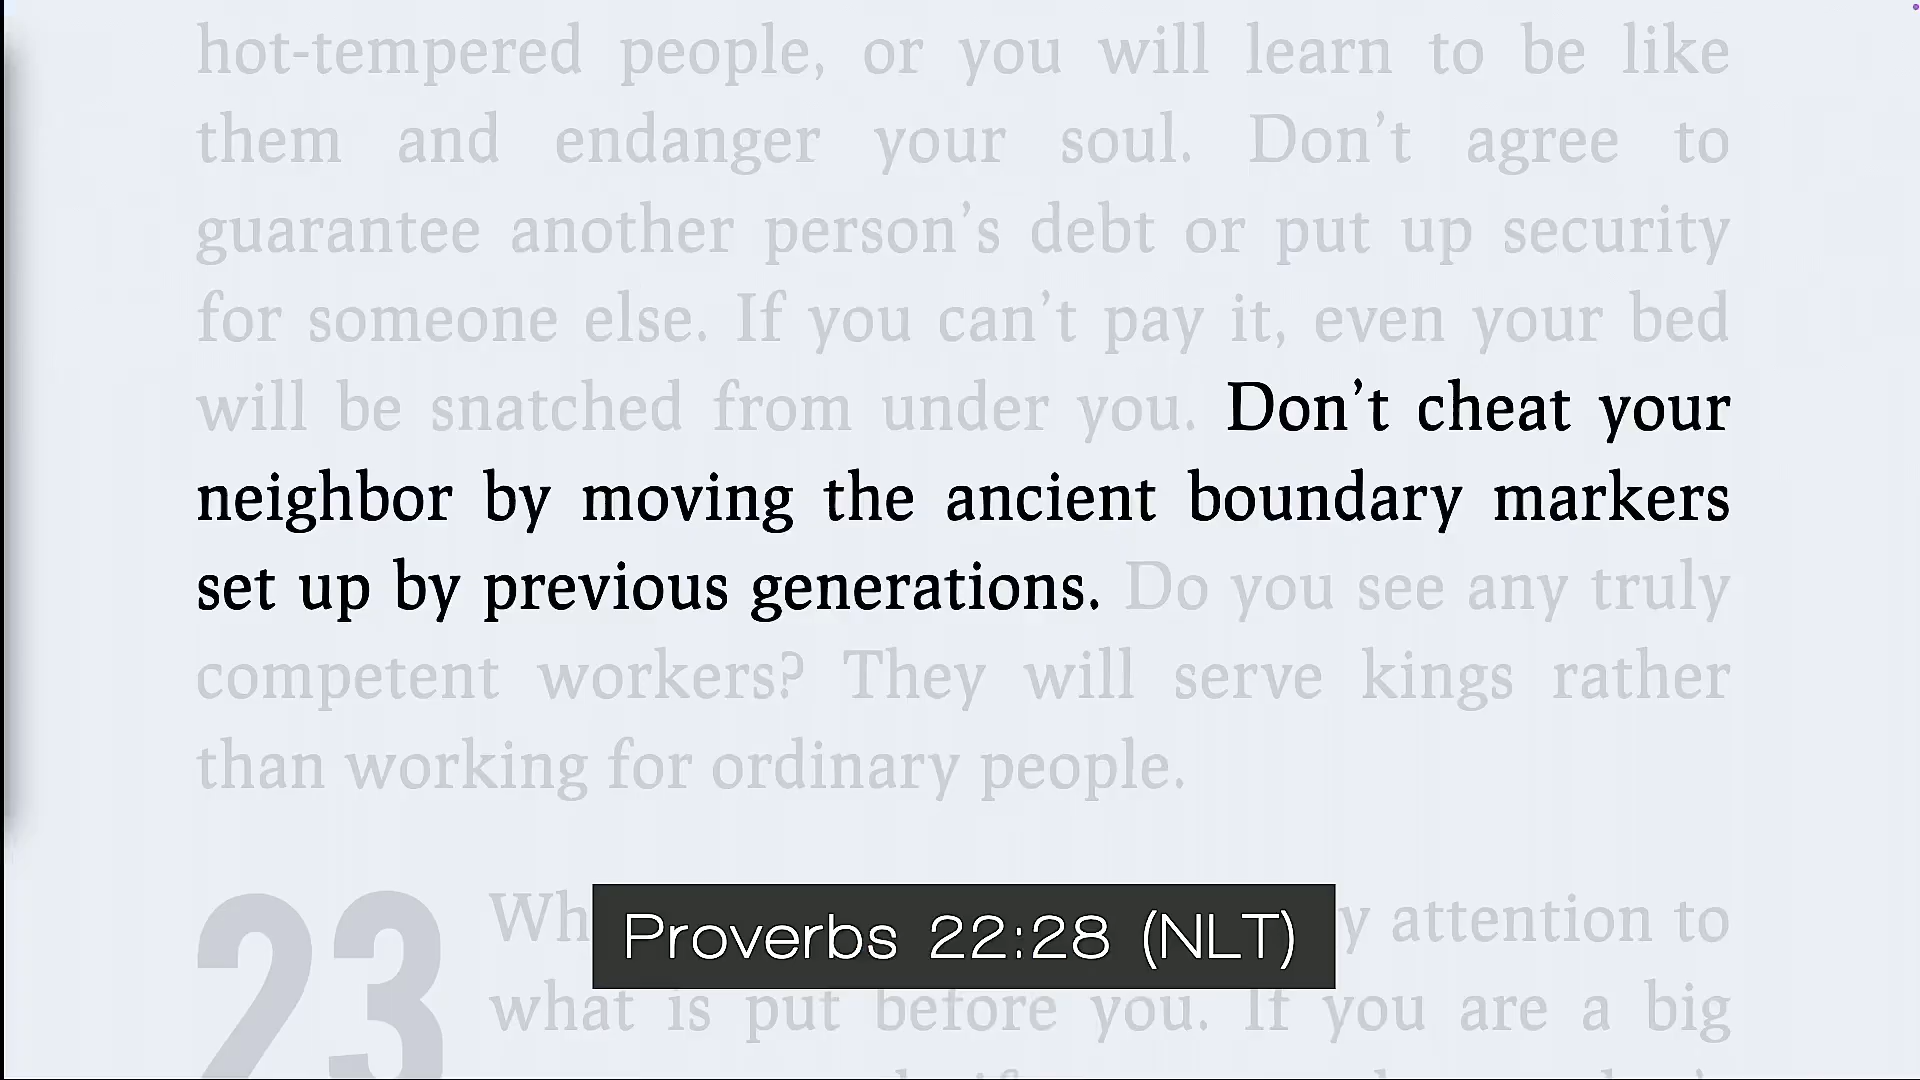 hot-tempered people, or you will learn to be like
them and endanger your soul. Don't agree to
guarantee another person's debt or put up security
for someone else. If you can't pay it, even your bed
will be snatched from under you. Don't cheat your
neighbor by moving the ancient boundary markers
set up by previous generations. Do you see any truly
competent workers? They will serve kings rather
than working for ordinary people.
23
attention to
Proverbs 22:28 (NLT)
what is put before you. If you are a big